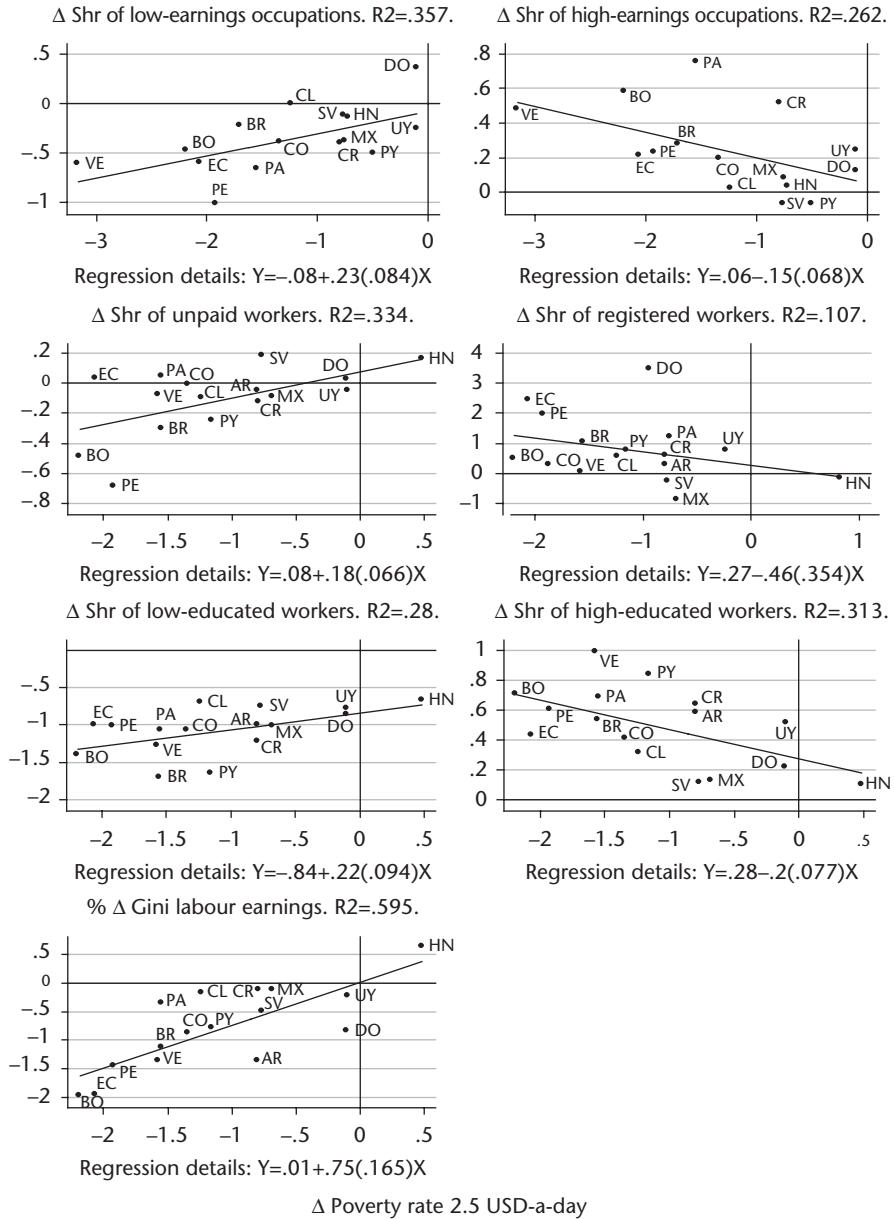 Δ Shr of low-earnings occupations. R2=.357.
.5
0
−.5
−1
DO
CL
SV
HN
BR
UY
BO
CO
MX
VE
EC
PA
CR
PY
PE
−3
−2
−1
0
Regression details: Y=−.08+.23(.084)X
Δ Shr of high-earnings occupations. R2=.262.
.8
.6
.4
.2
0
PA
BO
CR
VE
BR
UY
EC
PE
CO
MX
DO
CL
HN
SV
PY
−3
−2
−1
0
Regression details: Y=.06−.15(.068)X
Δ Shr of unpaid workers. R2=.334.
.2
0
−.2
−.4
−.6
−.8
EC
PA
CO
SV
DO
HN
VE
CL
AR
MX
UY
BR
PY
CR
BO
PE
−2
−1.5
−1
−.5
0
.5
Regression details: Y=.08+.18(.066)X
Δ Shr of registered workers. R2=.107.
4
3
2
1
0
−1
DO
EC
PE
BR
PY
PA
UY
CR
CO
VE
CL
AR
SV
HN
MX
−2
−1
0
1
Regression details: Y=.27−.46(.354)X
Δ Shr of low-educated workers. R2=.28.
−.5
−1
−1.5
−2
CL
SV
UY
HN
EC
PE
PA
CO
AR
MX
DO
BO
VE
CR
BR
PY
−2
−1.5
−1
−.5
0
.5
Regression details: Y=−.84+.22(.094)X
Δ Shr of high-educated workers. R2=.313.
1
.8
.6
.4
.2
0
VE
PY
BO
PA
CR
PE
AR
BR
UY
EC
CO
CL
DO
SV
MX
HN
−2
−1.5
−1
−.5
0
.5
Regression details: Y=.28−.2(.077)X
% Δ Gini labour earnings. R2=.595.
.5
0
−.5
−1
−1.5
−2
HN
PA
CL
CR
MX
UY
CO
PY
SV
DO
BR
PE
VE
AR
EC
BO
−2
−1.5
−1
−.5
0
.5
Regression details: Y=.01+.75(.165)X
Δ Poverty rate 2.5 USD-a-day